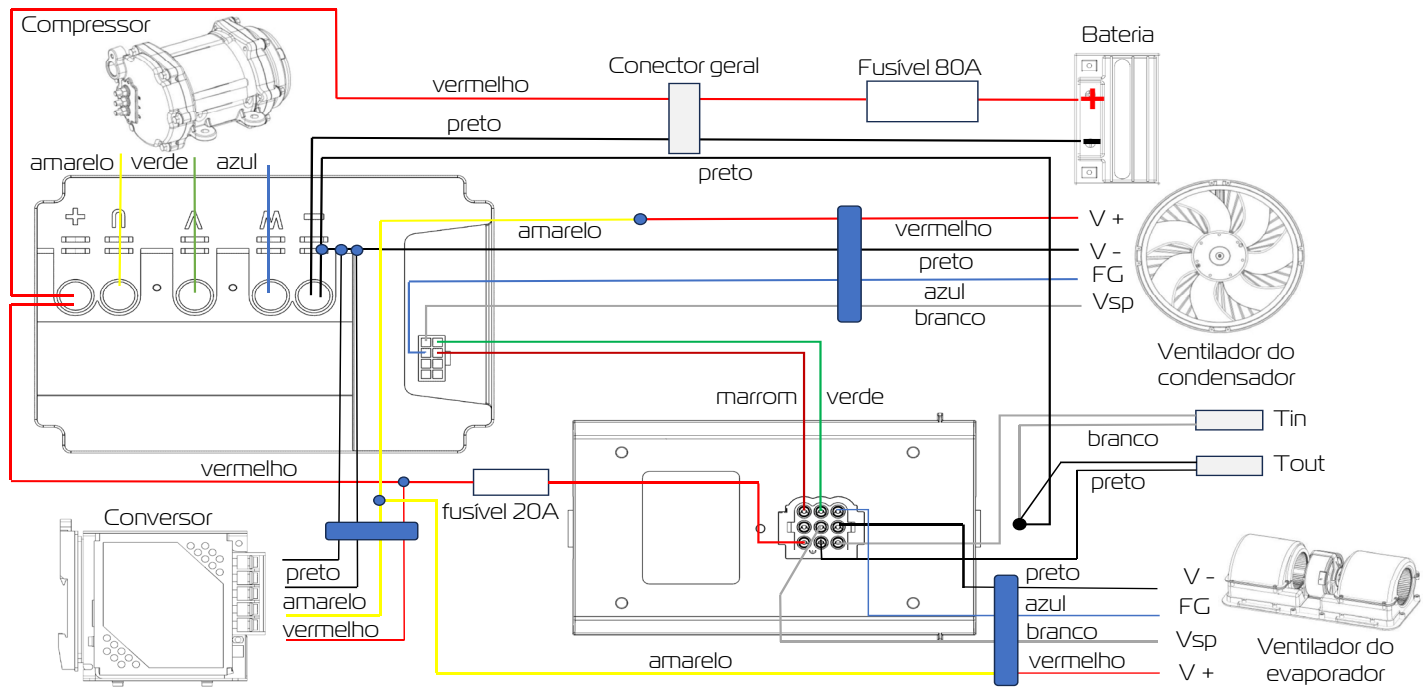 Compressor
Bateria
Conector geral
Fusível 80A
vermelho
+
preto
-
amarelo
verde
azul
preto
+
U
V
W
-
amarelo
vermelho
V +
preto
V -
azul
FG
branco
Vsp
Ventilador do
condensador
marrom
verde
Tin
branco
Tout
preto
vermelho
fusível 20A
Conversor
preto
amarelo
vermelho
preto
V -
azul
FG
branco
Vsp
amarelo
vermelho
V +
Ventilador do
evaporador